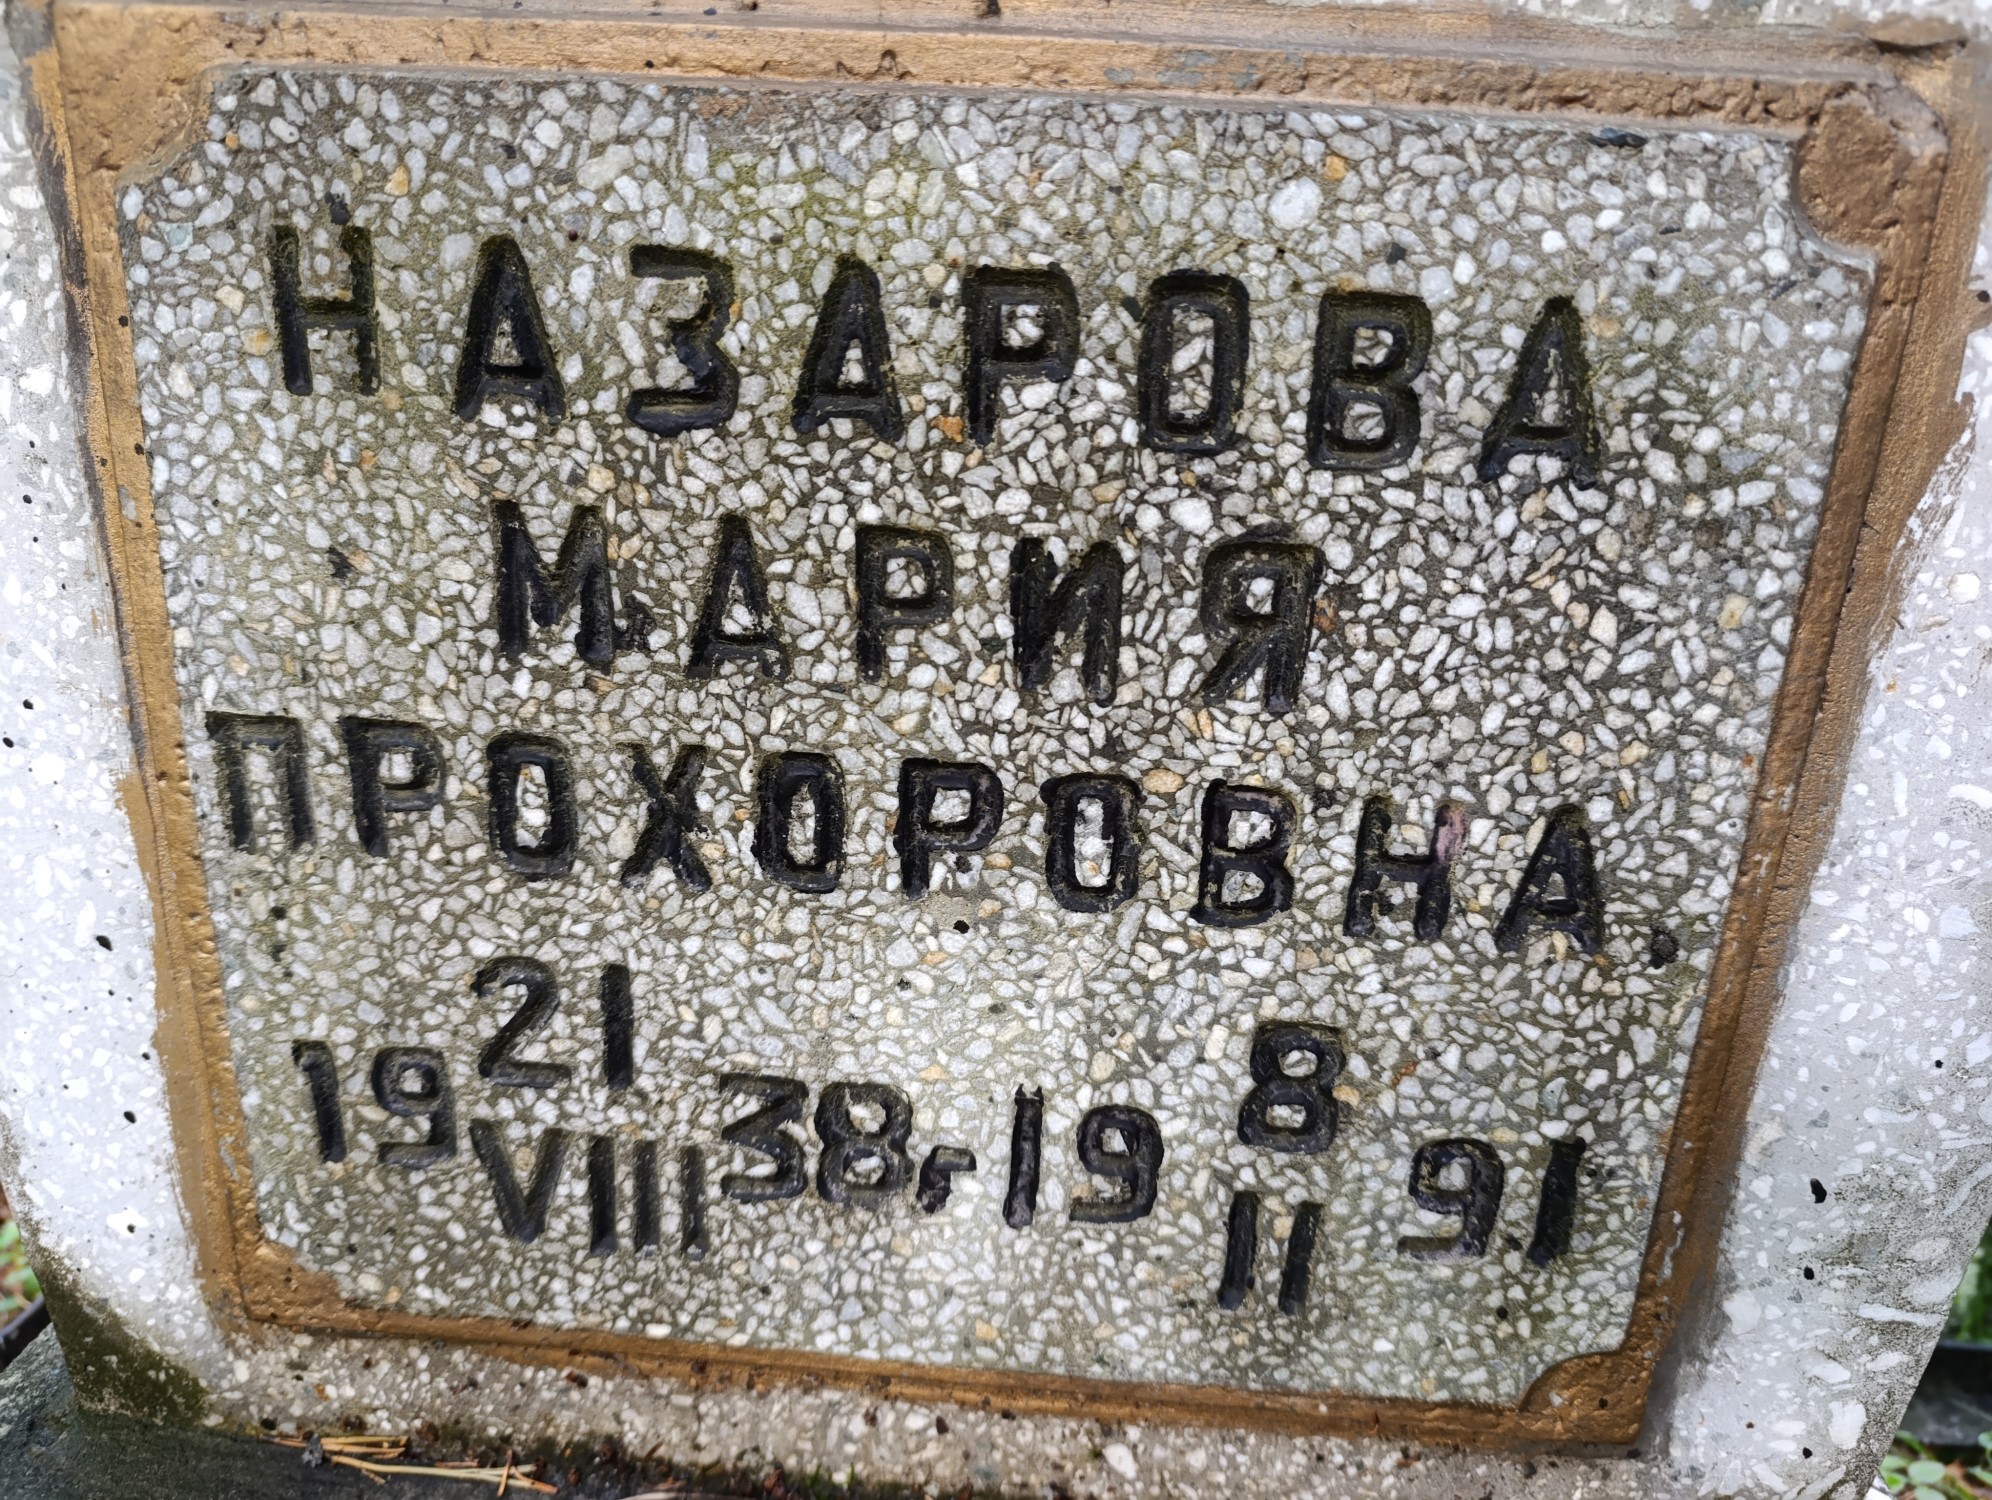 НАЗАРОВА
МАРИЯ
ПРОХОРОВНА.
19 21 VIII 38г-19 8 II 91